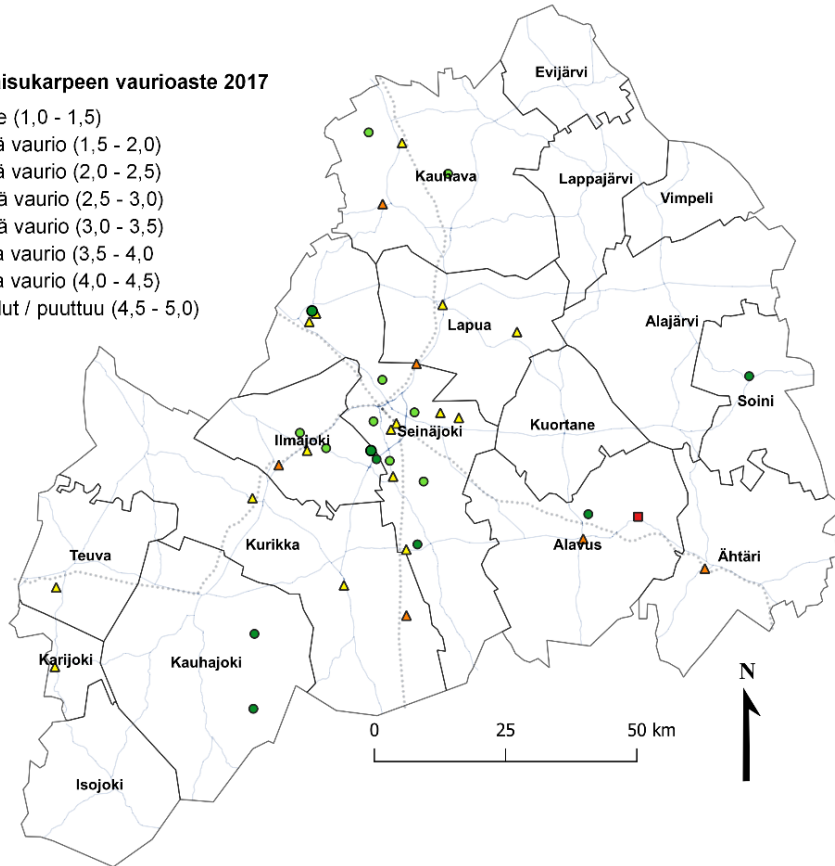 isukarpeen vaurioaste 2017
e (1,0 - 1,5)
ä vaurio (1,5 - 2,0)
ä vaurio (2,0 - 2,5)
ä vaurio (2,5 - 3,0)
ä vaurio (3,0 - 3,5)
a vaurio (3,5 - 4,0
a vaurio (4,0 - 4,5)
lut / puuttuu (4,5 - 5,0)
Evijärvi
Kauhava
Lappajärvi
Vimpeli
Lapua
Alajärvi
Soini
Kuortane
Ilmajoki
Seinäjoki
Kurikka
Alavus
Ähtäri
Teuva
Karijoki
Kauhajoki
Isojoki
N
0 25 50 km